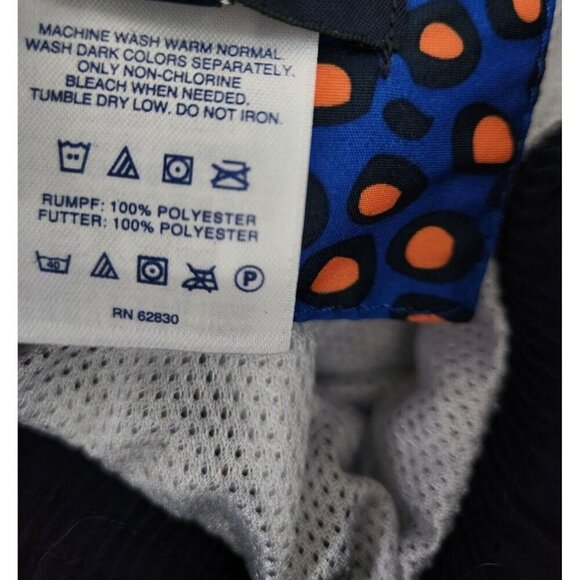 MACHINE WASH WARM NORMAL.
WASH DARK COLORS SEPARATELY.
ONLY NON-CHLORINE
BLEACH WHEN NEEDED.
TUMBLE DRY LOW. DO NOT IRON.
RUMPF: 100% POLYESTER
FUTTER: 100% POLYESTER
40
P
RN 62830